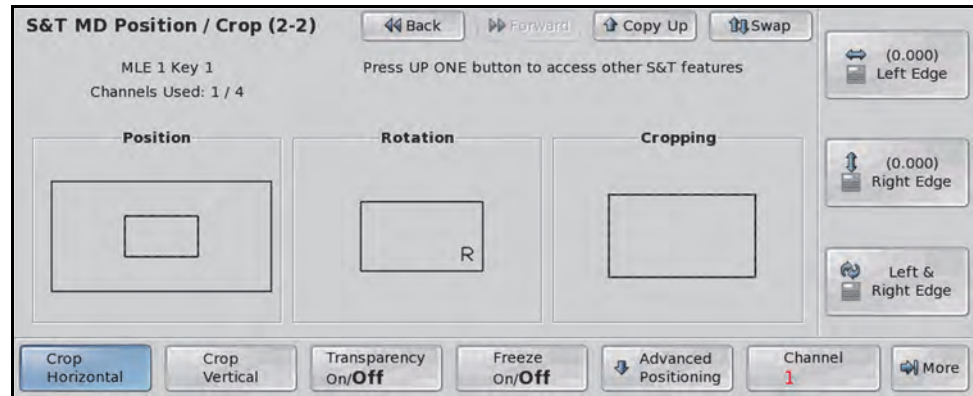 S&T MD Position / Crop (2-2)
Back
Forward
Copy Up
Swap
MLE 1 Key 1
Channels Used: 1 / 4
Press UP ONE button to access other S&T features
(0.000)
Left Edge
Position
Rotation
Cropping
R
(0.000)
Right Edge
Left &
Right Edge
Crop
Horizontal
Crop
Vertical
Transparency
On/Off
Freeze
On/Off
Advanced
Positioning
Channel
1
More